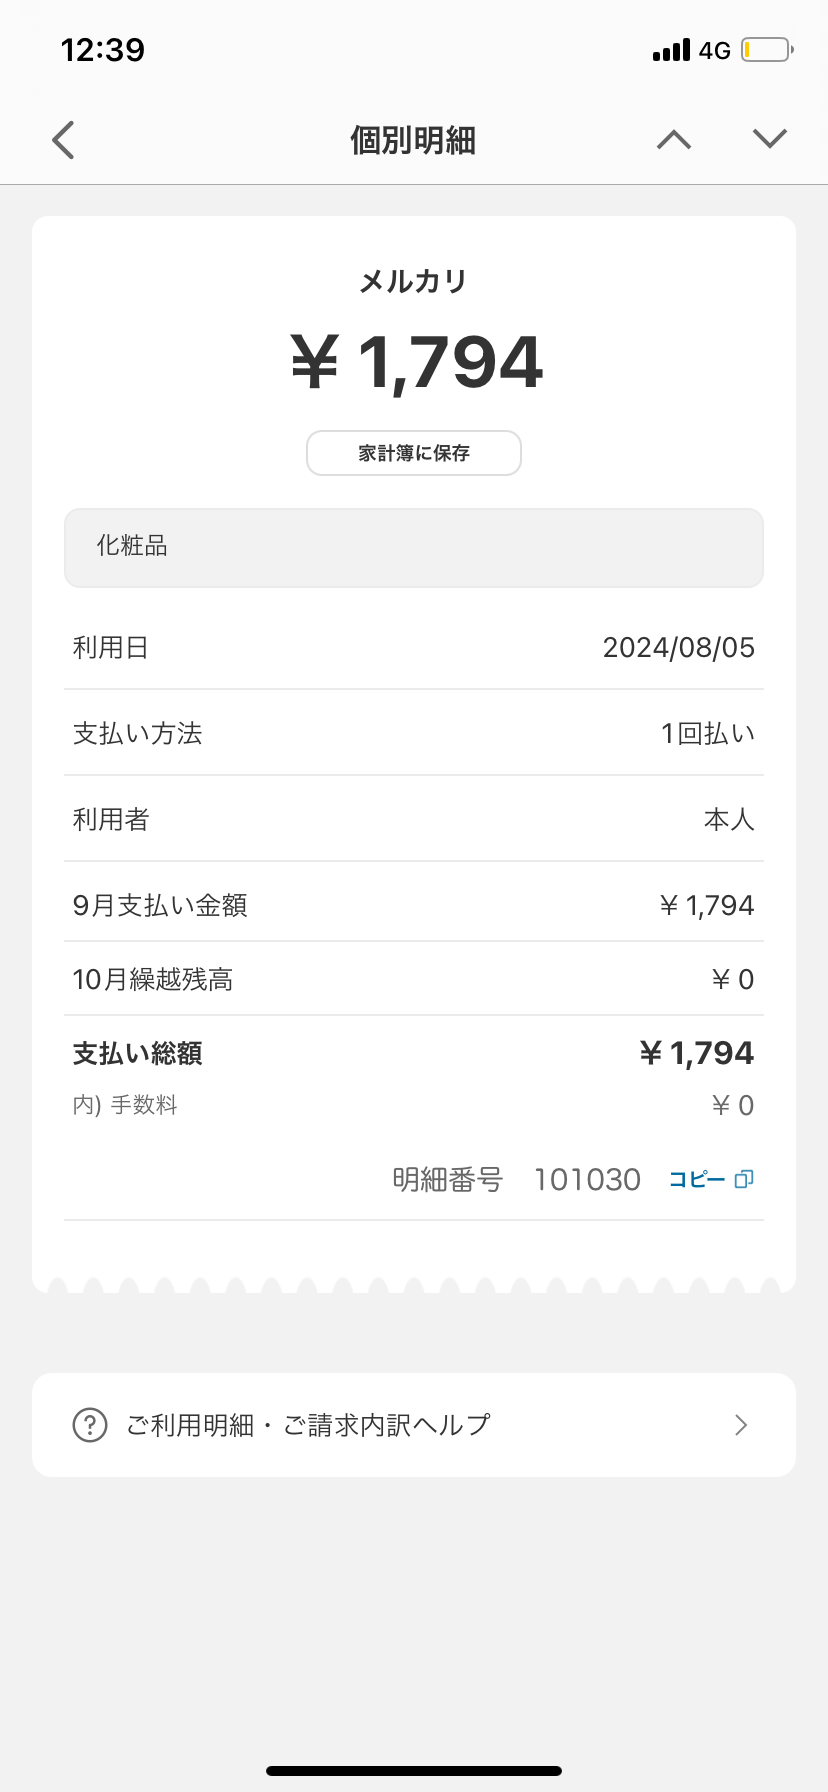 12:39 4G
個別明細
メルカリ
¥ 1,794
家計簿に保存
化粧品
利用日 2024/08/05
支払い方法 1回払い
利用者 本人
9月支払い金額 ¥ 1,794
10月繰越残高 ¥ 0
支払い総額 ¥ 1,794
内) 手数料 ¥ 0
明細番号 101030 コピー
? ご利用明細・ご請求内訳ヘルプ